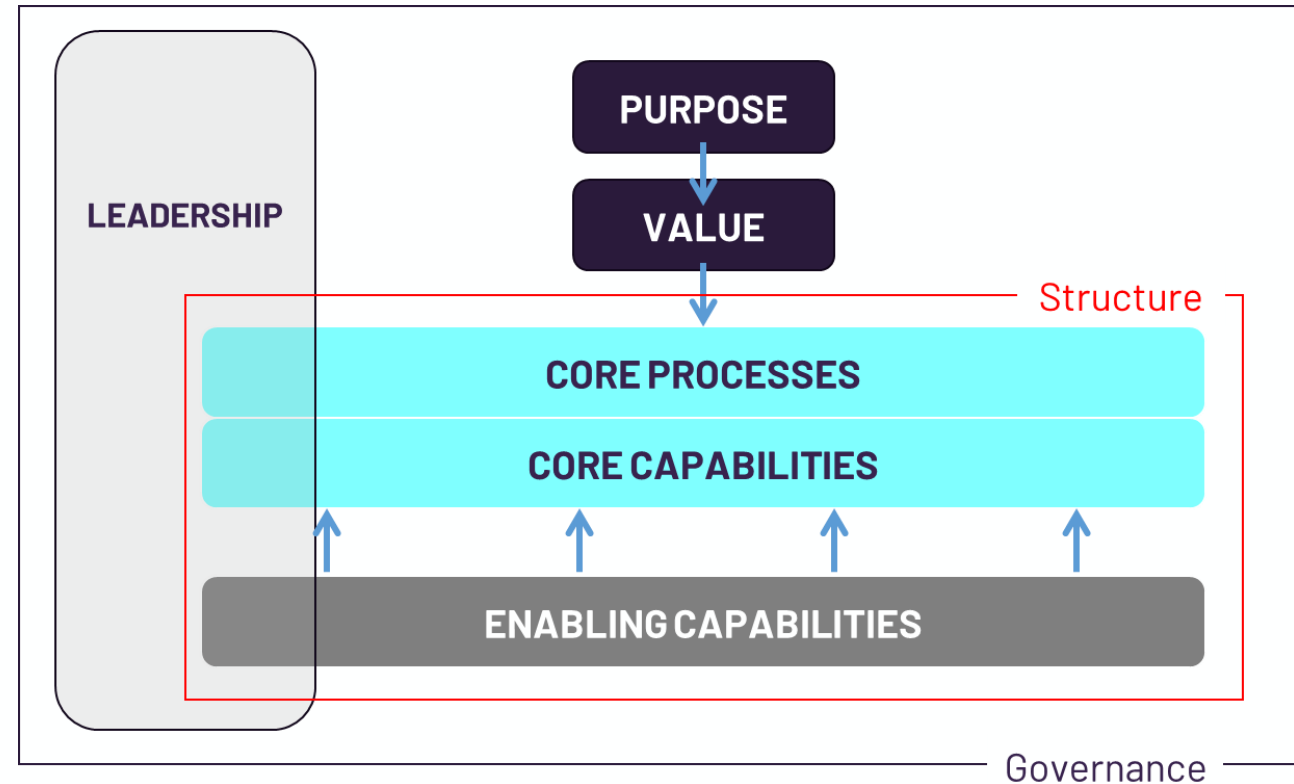 PURPOSE
LEADERSHIP
VALUE
Structure
CORE PROCESSES
CORE CAPABILITIES
ENABLING CAPABILITIES
Governance